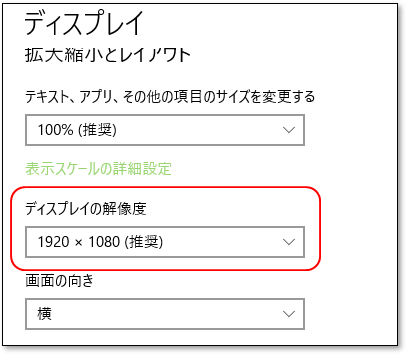 ディスプレイ
拡大縮小とレイアウト
テキスト、アプリ、その他の項目のサイズを変更する
100% (推奨)
表示スケールの詳細設定
ディスプレイの解像度
1920 × 1080 (推奨)
画面の向き
横